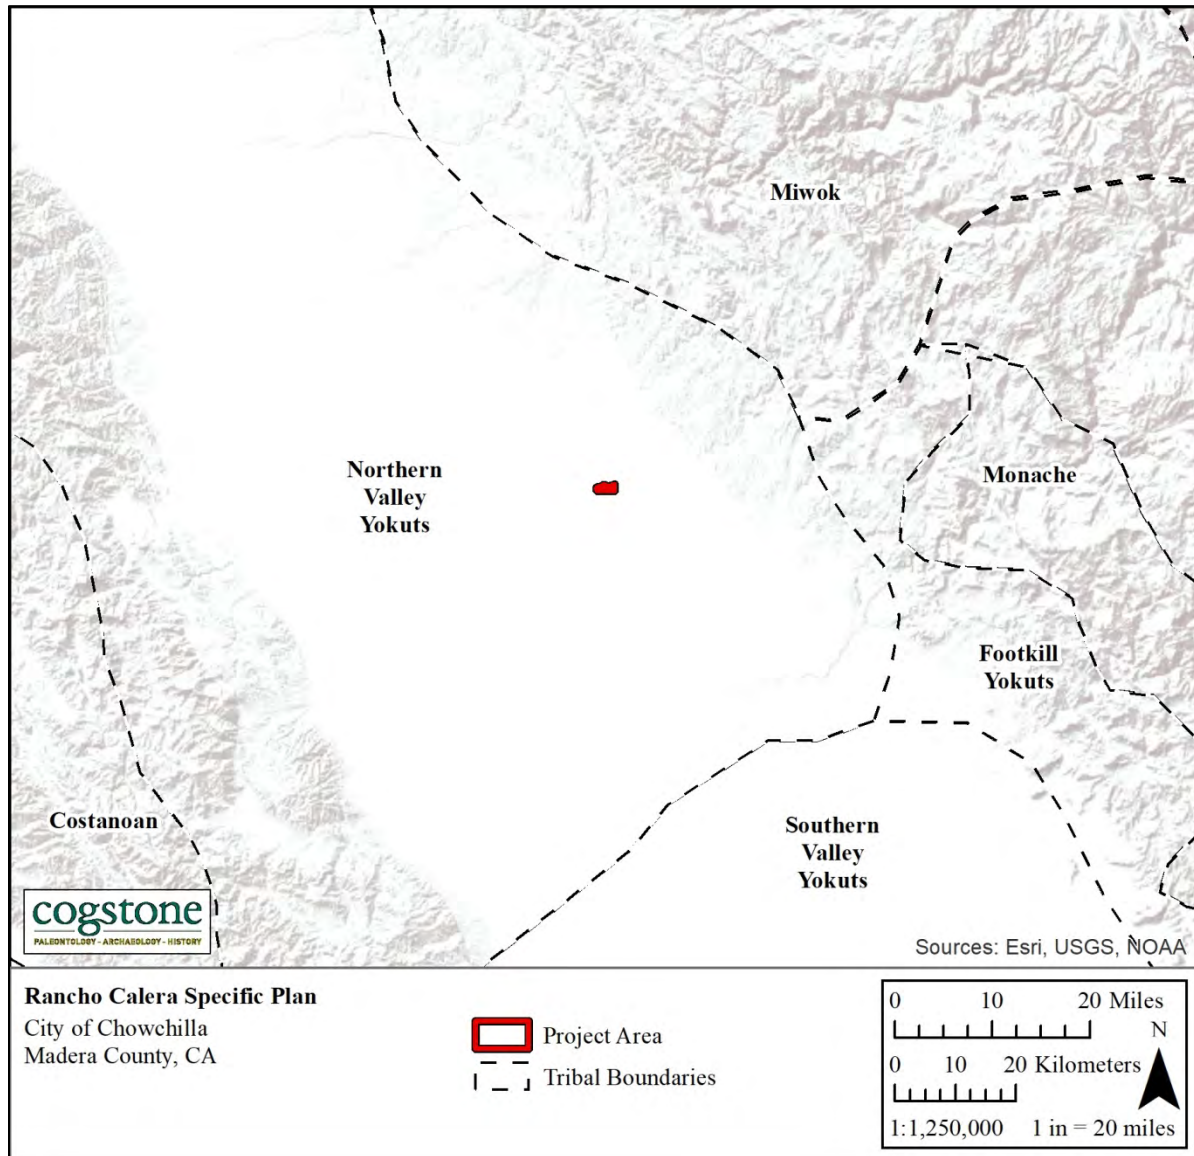 Miwok
Northern
Valley
Yokuts
Monache
Footkill
Yokuts
Costanoan
Southern
Valley
Yokuts
cogstone
PALEONTOLOGY - ARCHAEOLOGY - HISTORY
Sources: Esri, USGS, NOAA
Rancho Calera Specific Plan
City of Chowchilla
Madera County, CA
Project Area
Tribal Boundaries
0 10 20 Miles
N
0 10 20 Kilometers
1:1,250,000 1 in = 20 miles